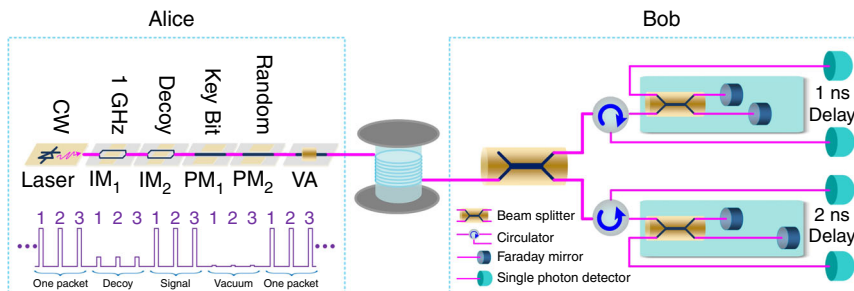 Alice
Bob
CW
1 GHz
Decoy
Key Bit
Random
Laser
IM1
IM2
PM1
PM2
VA
1 2 3 1 2 3 1 2 3 1 2 3 1 2 3
One packet
Decoy
Signal
Vacuum
One packet
1 ns
Delay
2 ns
Delay
Beam splitter
Circulator
Faraday mirror
Single photon detector